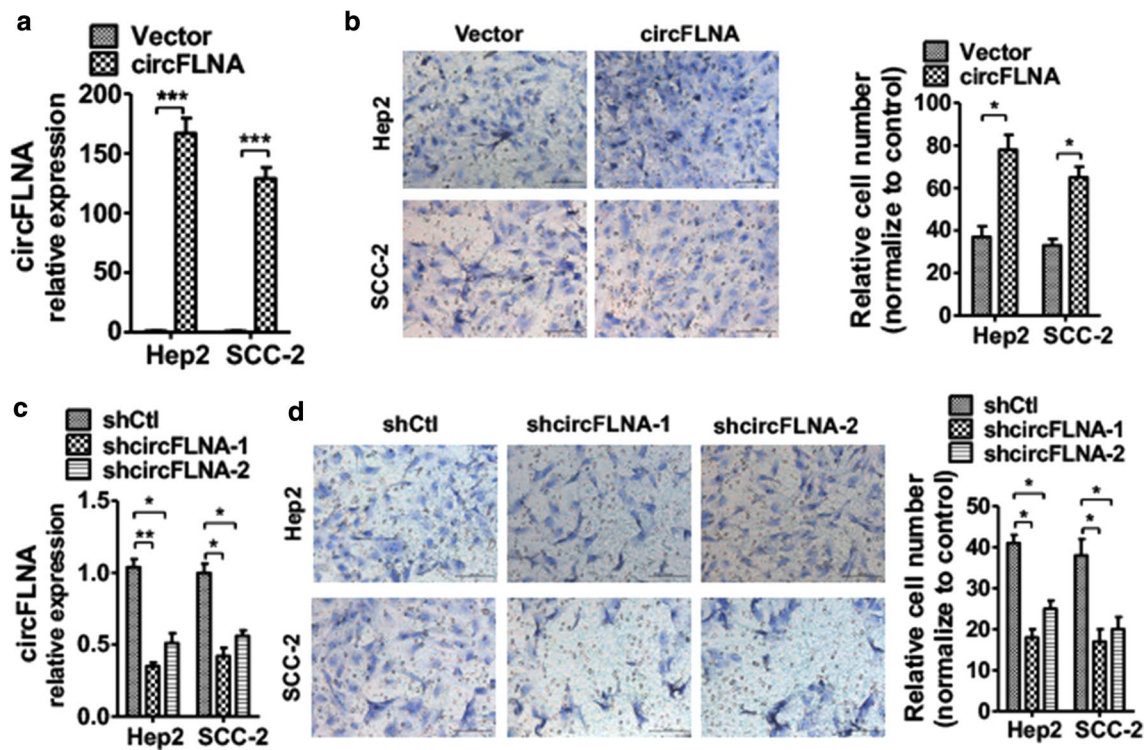 a
Vector
circFLNA
circFLNA
relative expression
200
150
100
50
0
***
***
Hep2 SCC-2
b
Vector circFLNA
Hep2
SCC-2
Vector
circFLNA
Relative cell number
(normalize to control)
100
80
60
40
20
0
*
*
Hep2 SCC-2
c
shCtl
shcircFLNA-1
shcircFLNA-2
circFLNA
relative expression
1.5
1.0
0.5
0.0
*
**
*
*
Hep2 SCC-2
d
shCtl shcircFLNA-1 shcircFLNA-2
Hep2
SCC-2
shCtl
shcircFLNA-1
shcircFLNA-2
Relative cell number
(normalize to control)
50
40
30
20
10
0
*
*
*
*
Hep2 SCC-2